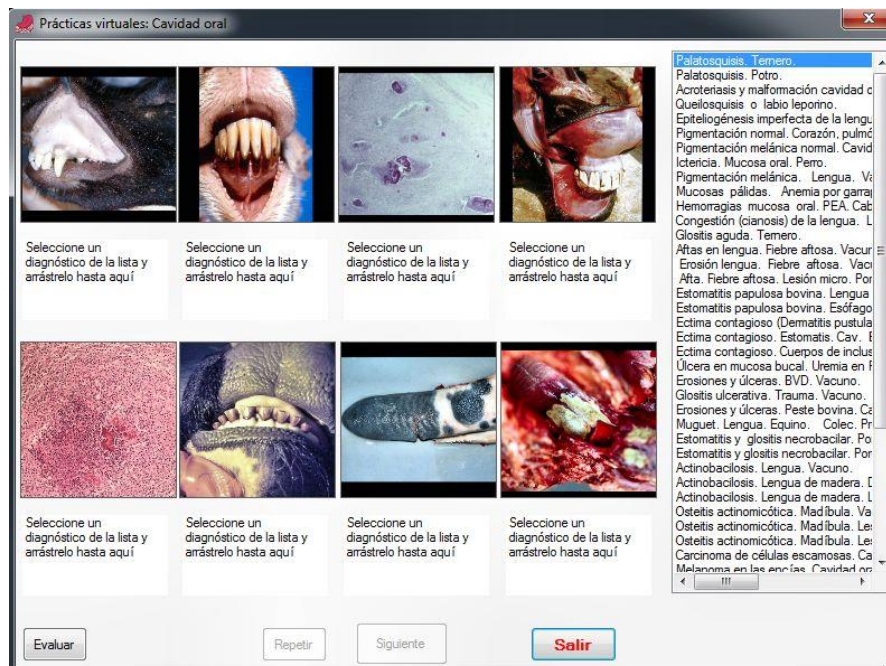 Prácticas virtuales: Cavidad oral
Seleccione un
diagnóstico de la lista y
arrástrelo hasta aquí
Seleccione un
diagnóstico de la lista y
arrástrelo hasta aquí
Seleccione un
diagnóstico de la lista y
arrástrelo hasta aquí
Seleccione un
diagnóstico de la lista y
arrástrelo hasta aquí
Seleccione un
diagnóstico de la lista y
arrástrelo hasta aquí
Seleccione un
diagnóstico de la lista y
arrástrelo hasta aquí
Seleccione un
diagnóstico de la lista y
arrástrelo hasta aquí
Seleccione un
diagnóstico de la lista y
arrástrelo hasta aquí
Palatosquisis. Ternero.
Palatosquisis. Potro.
Acroteriasis y malformación cavidad
Queilosquisis o labio leporino.
Epiteliogénesis imperfecta de la
Pigmentación normal. Corazón,
Pigmentación melánica normal.
Ictericia. Mucosa oral. Perro.
Pigmentación melánica. Lengua.
Mucosas pálidas. Anemia por
Hemorragias mucosa oral. PEA.
Congestión (cianosis) de la lengua.
Glositis aguda. Ternero.
Aftas en lengua. Fiebre aftosa.
Erosión lengua. Fiebre aftosa.
Afta. Fiebre aftosa. Lesión micro.
Estomatitis papulosa bovina. Lengua
Estomatitis papulosa bovina. Esófago
Ectima contagioso (Dermatitis
Ectima contagioso. Estomatis. Cav.
Ectima contagioso. Cuerpos de
Úlcera en mucosa bucal. Uremia en
Erosiones y úlceras. BVD. Vacuno.
Glositis ulcerativa. Trauma. Vacuno.
Erosiones y úlceras. Peste bovina.
Muguet. Lengua. Equino. Colec.
Estomatitis y glositis necrobacilar.
Estomatitis y glositis necrobacilar.
Actinobacilosis. Lengua. Vacuno.
Actinobacilosis. Lengua de madera.
Actinobacilosis. Lengua de madera.
Osteitis actinomicótica. Madíbula.
Osteitis actinomicótica. Madíbula.
Osteitis actinomicótica. Madíbula.
Carcinoma de células escamosas.
Melanoma en las encías. Cavidad
Evaluar
Repetir
Siguiente
Salir